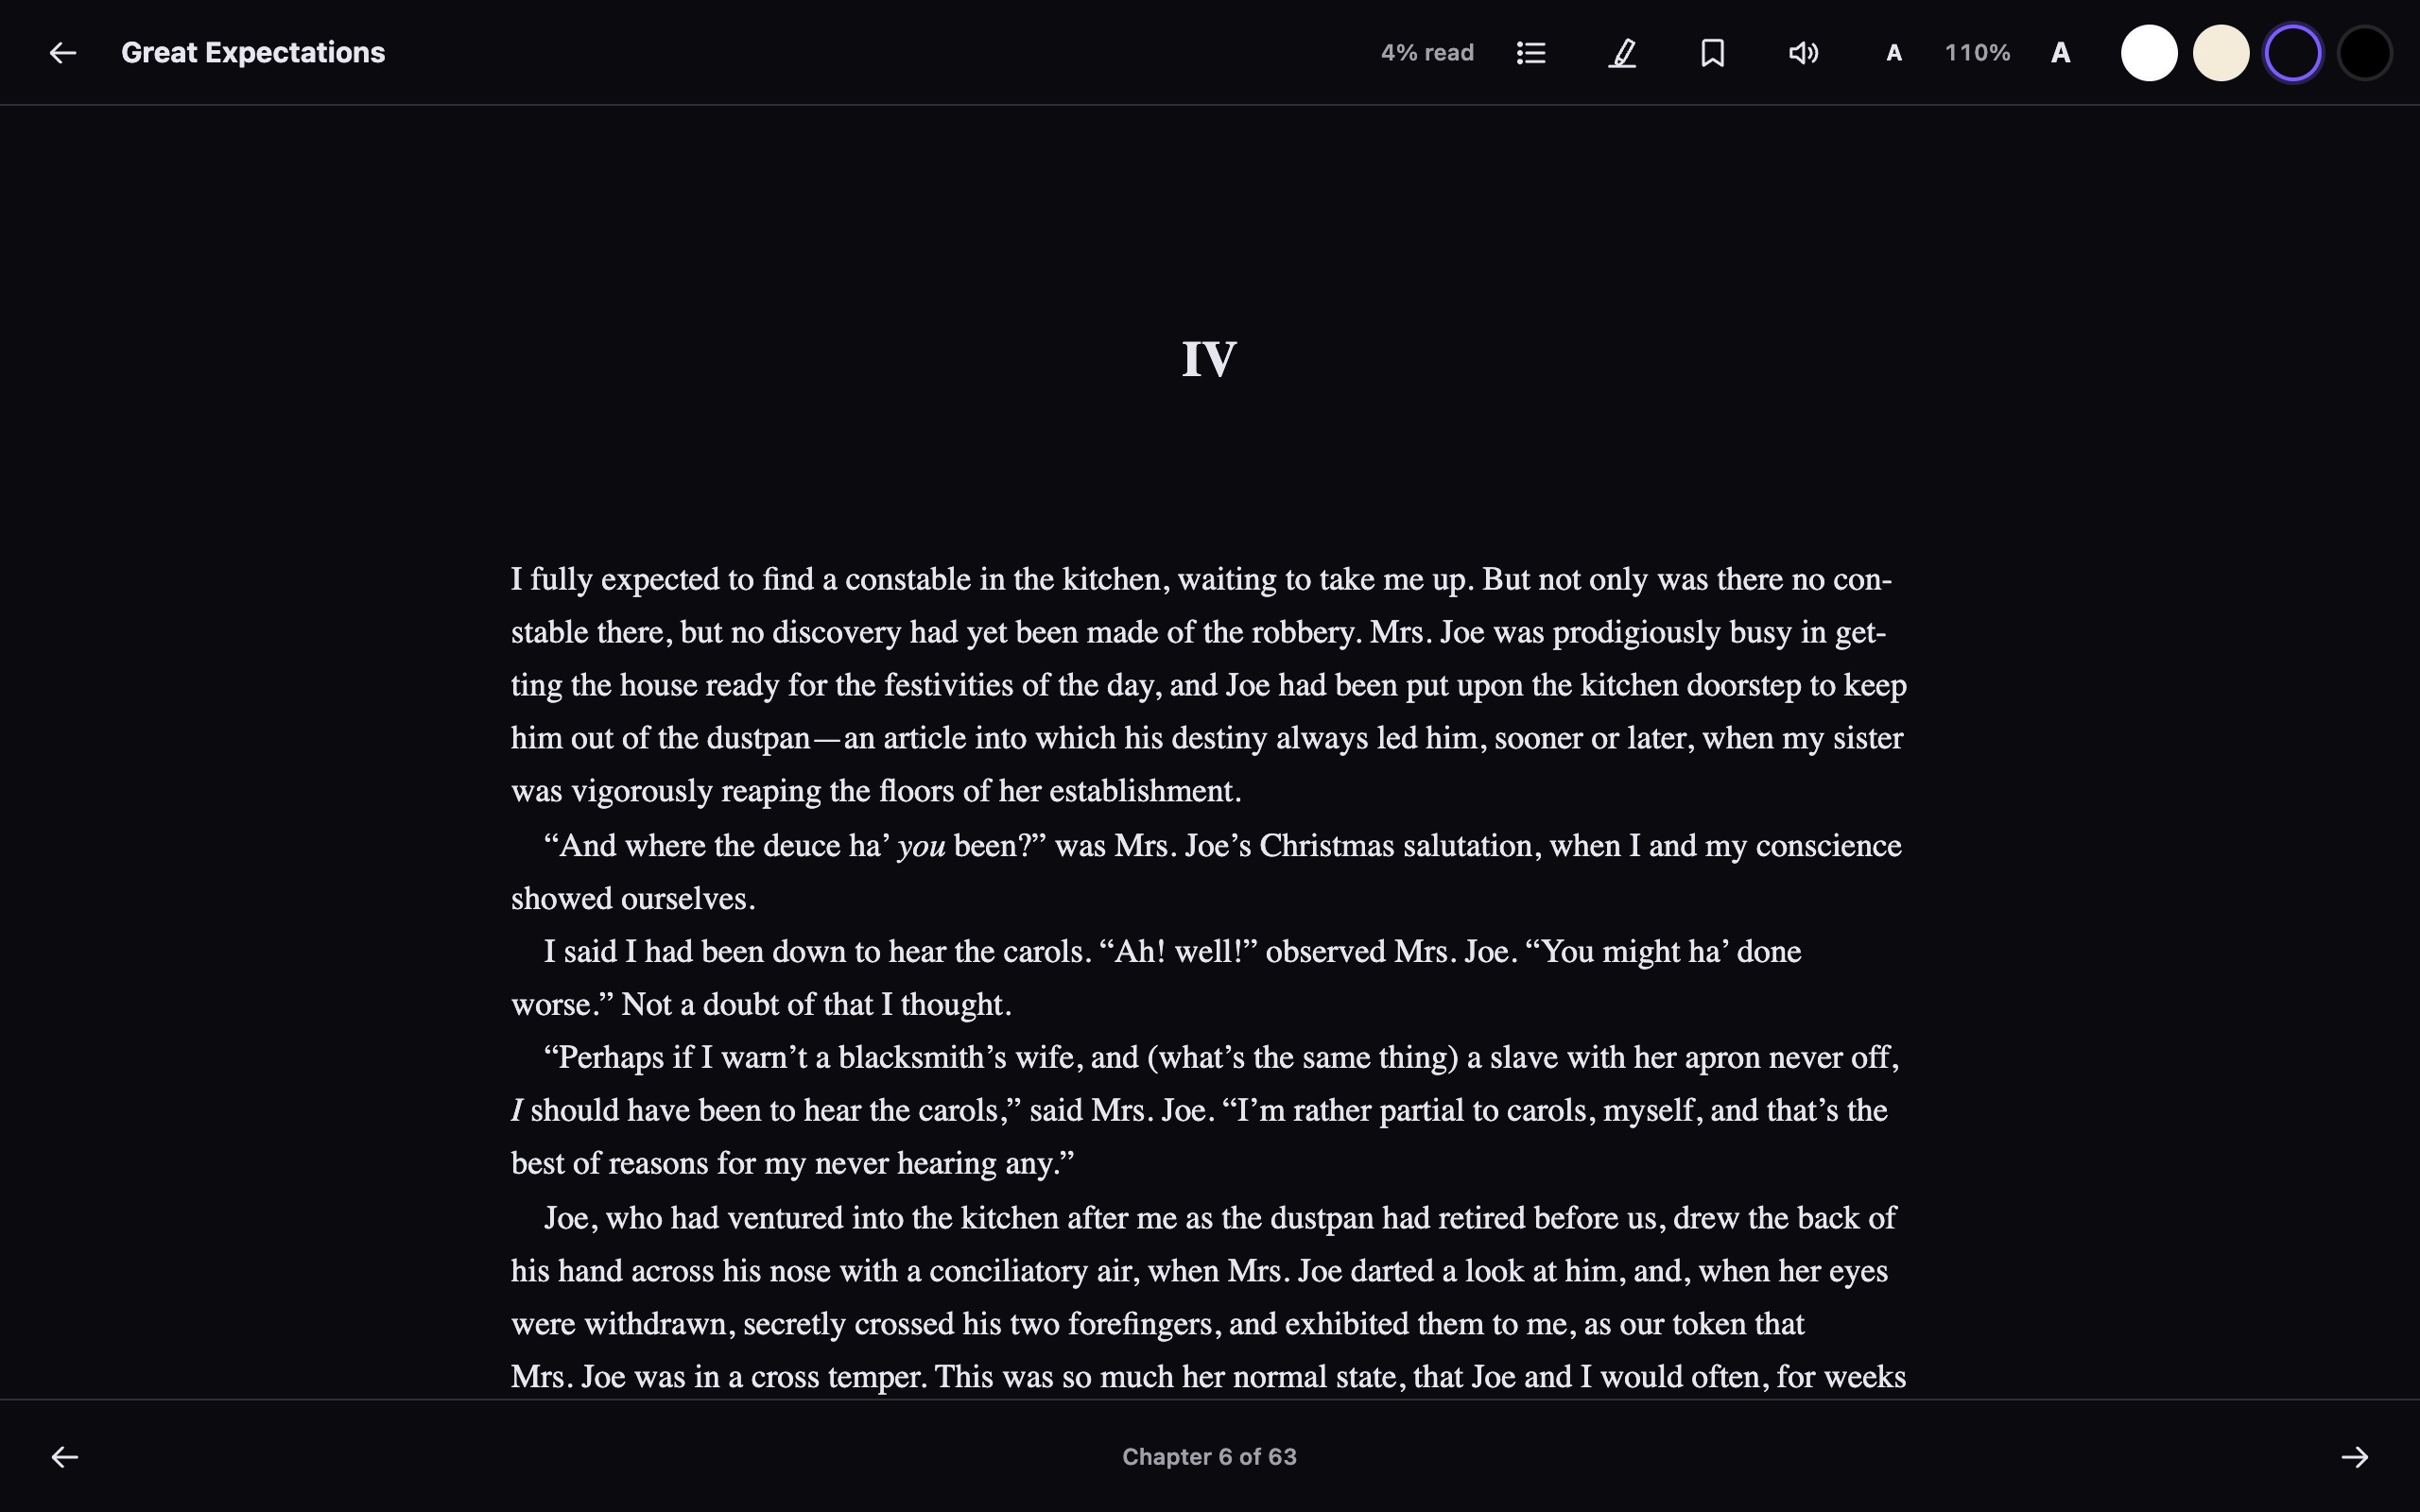 Great Expectations
4% read
A
110%
A
IV
I fully expected to find a constable in the kitchen, waiting to take me up. But not only was there no con-
stable there, but no discovery had yet been made of the robbery. Mrs. Joe was prodigiously busy in get-
ting the house ready for the festivities of the day, and Joe had been put upon the kitchen doorstep to keep
him out of the dustpan—an article into which his destiny always led him, sooner or later, when my sister
was vigorously reaping the floors of her establishment.
“And where the deuce ha’ you been?” was Mrs. Joe’s Christmas salutation, when I and my conscience
showed ourselves.
I said I had been down to hear the carols. “Ah! well!” observed Mrs. Joe. “You might ha’ done
worse.” Not a doubt of that I thought.
“Perhaps if I warn’t a blacksmith’s wife, and (what’s the same thing) a slave with her apron never off,
I should have been to hear the carols,” said Mrs. Joe. “I’m rather partial to carols, myself, and that’s the
best of reasons for my never hearing any.”
Joe, who had ventured into the kitchen after me as the dustpan had retired before us, drew the back of
his hand across his nose with a conciliatory air, when Mrs. Joe darted a look at him, and, when her eyes
were withdrawn, secretly crossed his two forefingers, and exhibited them to me, as our token that
Mrs. Joe was in a cross temper. This was so much her normal state, that Joe and I would often, for weeks
Chapter 6 of 63